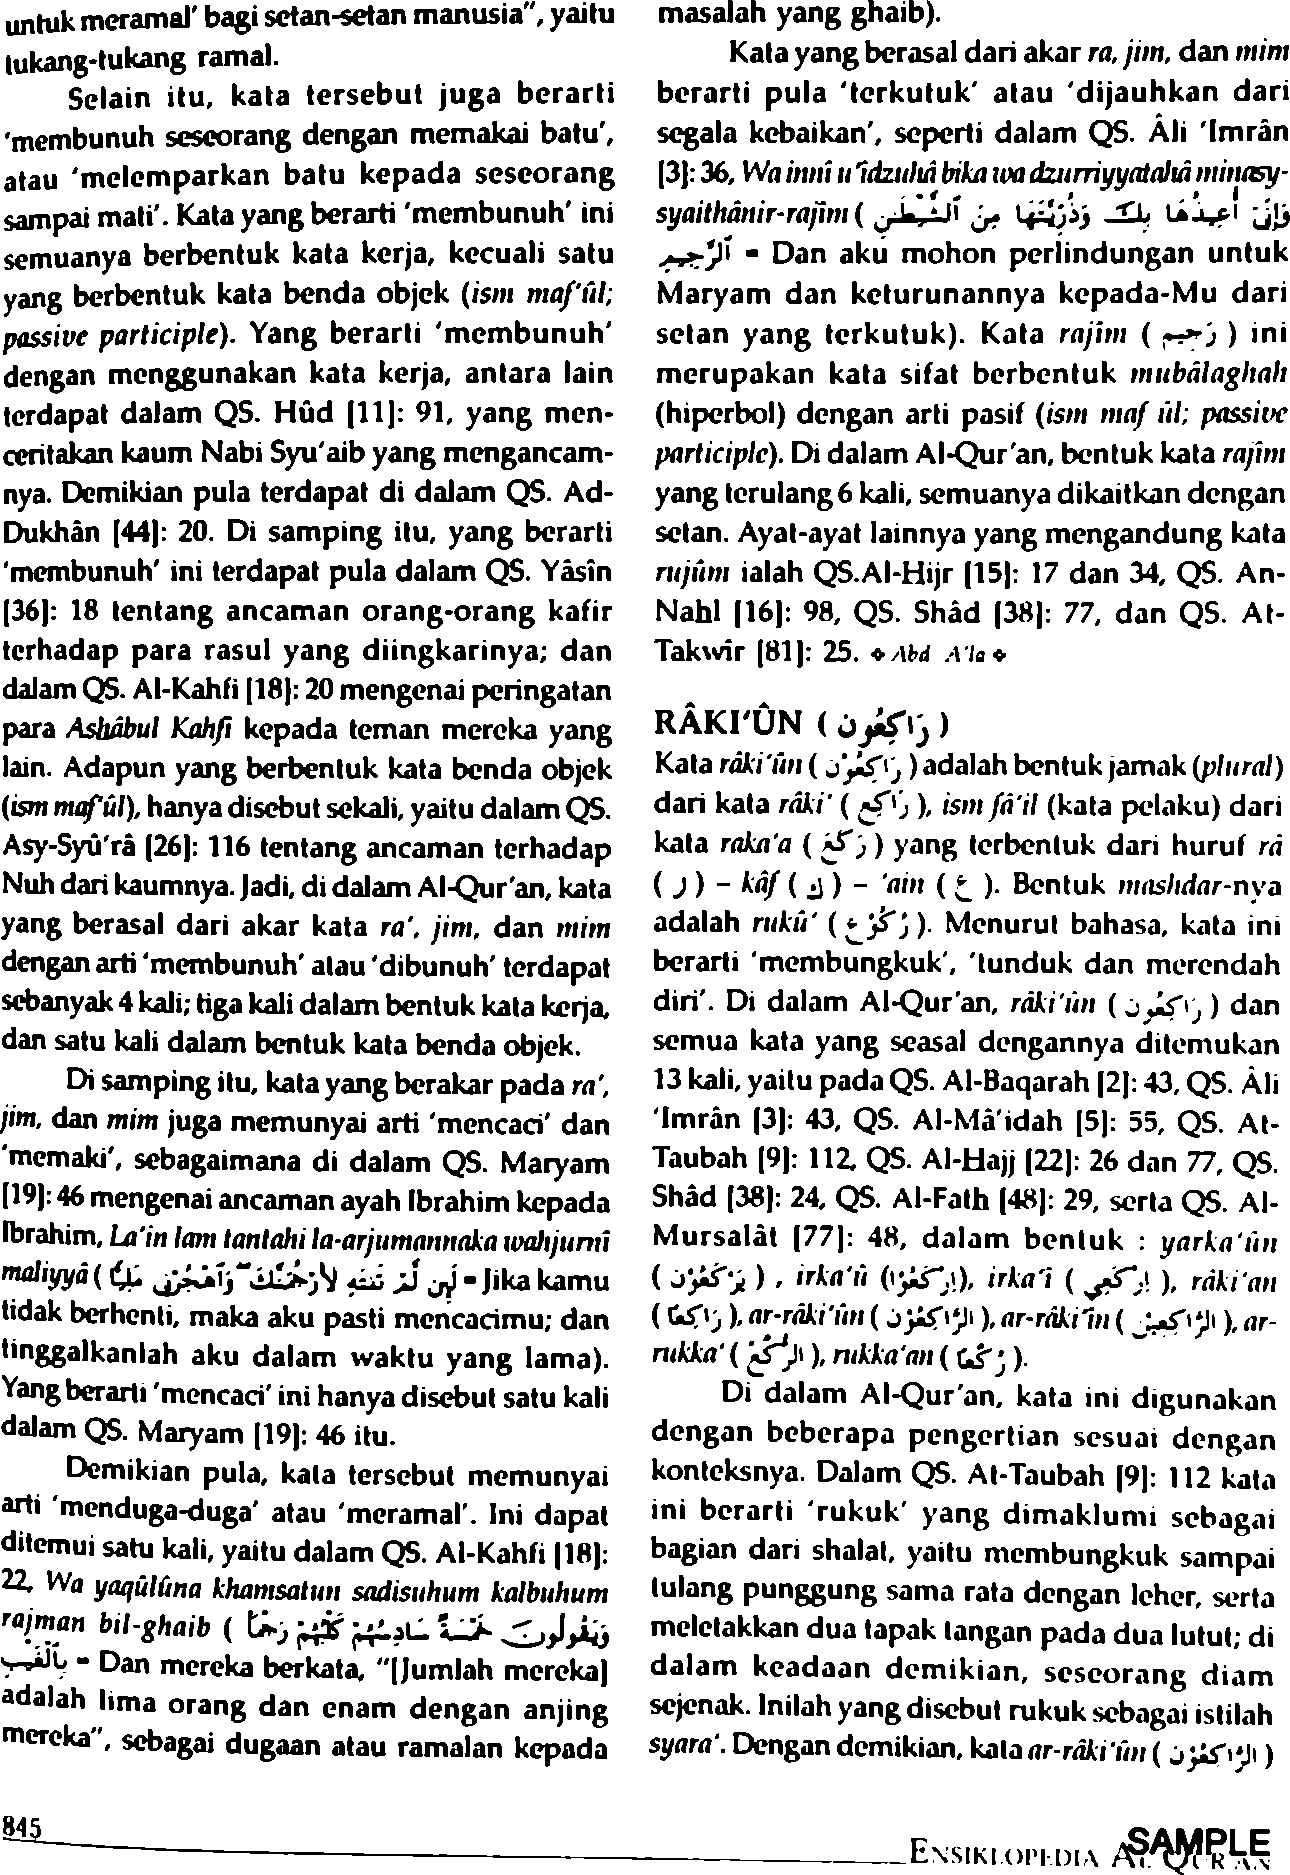 untuk meramal' bagi setan-setan manusia", yaitu
tukang-tukang ramal.
Selain itu, kata tersebut juga berarti
'membunuh seseorang dengan memakai batu',
atau 'melemparkan batu kepada seseorang
sampai mati'. Kata yang berarti 'membunuh' ini
semuanya berbentuk kata kerja, kecuali satu
yang berbentuk kata benda objek (ism maf'ûl;
passive participle). Yang berarti 'membunuh'
dengan menggunakan kata kerja, antara lain
terdapat dalam QS. Hûd [11]: 91, yang men-
ceritakan kaum Nabi Syu'aib yang mengancam-
nya. Demikian pula terdapat di dalam QS. Ad-
Dukhân [44]: 20. Di samping itu, yang berarti
'membunuh' ini terdapat pula dalam QS. Yâsîn
[36]: 18 tentang ancaman orang-orang kafir
terhadap para rasul yang diingkarinya; dan
dalam QS. Al-Kahfi [18]: 20 mengenai peringatan
para Ashâbul Kahfi kepada teman mereka yang
lain. Adapun yang berbentuk kata benda objek
(ism maf'ûl), hanya disebut sekali, yaitu dalam QS.
Asy-Syû'râ [26]: 116 tentang ancaman terhadap
Nuh dari kaumnya. Jadi, di dalam Al-Qur'an, kata
yang berasal dari akar kata ra', jim, dan mim
dengan arti 'membunuh' atau 'dibunuh' terdapat
sebanyak 4 kali; tiga kali dalam bentuk kata kerja,
dan satu kali dalam bentuk kata benda objek.
Di samping itu, kata yang berakar pada ra',
jim, dan mim juga memunyai arti 'mencaci' dan
'memaki', sebagaimana di dalam QS. Maryam
[19]: 46 mengenai ancaman ayah Ibrahim kepada
Ibrahim, La'in lam tantahi la-arjumannaka wahjurnî
maliyyâ ( لَئِن لَّمْ تَنتَهِ لَأَرْجُمَنَّكَ وَٱهْجُرْنِى مَلِيًّا = Jika kamu
tidak berhenti, maka aku pasti mencacimu; dan
tinggalkanlah aku dalam waktu yang lama).
Yang berarti 'mencaci' ini hanya disebut satu kali
dalam QS. Maryam [19]: 46 itu.
Demikian pula, kata tersebut memunyai
arti 'menduga-duga' atau 'meramal'. Ini dapat
ditemui satu kali, yaitu dalam QS. Al-Kahfi [18]:
22, Wa yaqûlûna khamsatun sadisuhum kalbuhum
rajman bil-ghaib ( وَيَقُولُونَ خَمْسَةٌ سَادِسُهُمْ كَلْبُهُمْ رَجْمًا
بِٱلْغَيْبِ = Dan mereka berkata, "[Jumlah mereka]
adalah lima orang dan enam dengan anjing
mereka", sebagai dugaan atau ramalan kepada
masalah yang ghaib).
Kata yang berasal dari akar ra, jim, dan mim
berarti pula 'terkutuk' atau 'dijauhkan dari
segala kebaikan', seperti dalam QS. Âli 'Imrân
[3]: 36, Wa innî u'îdzuhâ bika wa dzurriyyatahâ minasy-
syaithânir-rajîm ( وَإِنِّىٓ أُعِيذُهَا بِكَ وَذُرِّيَّتَهَا مِنَ ٱلشَّيْطَٰنِ
ٱلرَّجِيمِ = Dan aku mohon perlindungan untuk
Maryam dan keturunannya kepada-Mu dari
setan yang terkutuk). Kata rajîm ( رَجِيم ) ini
merupakan kata sifat berbentuk mubâlaghah
(hiperbol) dengan arti pasif (ism maf ûl; passive
participle). Di dalam Al-Qur'an, bentuk kata rajîm
yang terulang 6 kali, semuanya dikaitkan dengan
setan. Ayat-ayat lainnya yang mengandung kata
rujûm ialah QS.Al-Hijr [15]: 17 dan 34, QS. An-
Nahl [16]: 98, QS. Shâd [38]: 77, dan QS. At-
Takwîr [81]: 25. ❖ Abd A'la ❖
RÂKI'ÛN ( رَاكِعُون )
Kata râki'ûn ( رَاكِعُوْن ) adalah bentuk jamak (plural)
dari kata râki' ( رَاكِع ), ism fâ'il (kata pelaku) dari
kata raka'a ( رَكَعَ ) yang terbentuk dari huruf râ
( ر ) – kâf ( ك ) – 'ain ( ع ). Bentuk mashdar-nya
adalah rukû' ( رُكُوْع ). Menurut bahasa, kata ini
berarti 'membungkuk', 'tunduk dan merendah
diri'. Di dalam Al-Qur'an, râki'ûn ( رَاكِعُون ) dan
semua kata yang seasal dengannya ditemukan
13 kali, yaitu pada QS. Al-Baqarah [2]: 43, QS. Âli
'Imrân [3]: 43, QS. Al-Mâ'idah [5]: 55, QS. At-
Taubah [9]: 112, QS. Al-Hajj [22]: 26 dan 77, QS.
Shâd [38]: 24, QS. Al-Fath [48]: 29, serta QS. Al-
Mursalât [77]: 48, dalam bentuk : yarka'ûn
( يَرْكَعُوْن ) , irka'û (اِرْكَعُوْا), irka'î ( اِرْكَعِي ), râki'an
( رَاكِعًا ), ar-râki'ûn ( الرَّاكِعُوْن ), ar-râki'în ( الرَّاكِعِيْن ), ar-
rukka' ( الرُّكَّع ), rukka'an ( رُكَّعًا ).
Di dalam Al-Qur'an, kata ini digunakan
dengan beberapa pengertian sesuai dengan
konteksnya. Dalam QS. At-Taubah [9]: 112 kata
ini berarti 'rukuk' yang dimaklumi sebagai
bagian dari shalat, yaitu membungkuk sampai
tulang punggung sama rata dengan leher, serta
meletakkan dua tapak tangan pada dua lutut; di
dalam keadaan demikian, seseorang diam
sejenak. Inilah yang disebut rukuk sebagai istilah
syara'. Dengan demikian, kata ar-râki'ûn ( الرَّاكِعُوْن )
845
ENSIKLOPEDIA AL-QUR'AN
SAMPLE